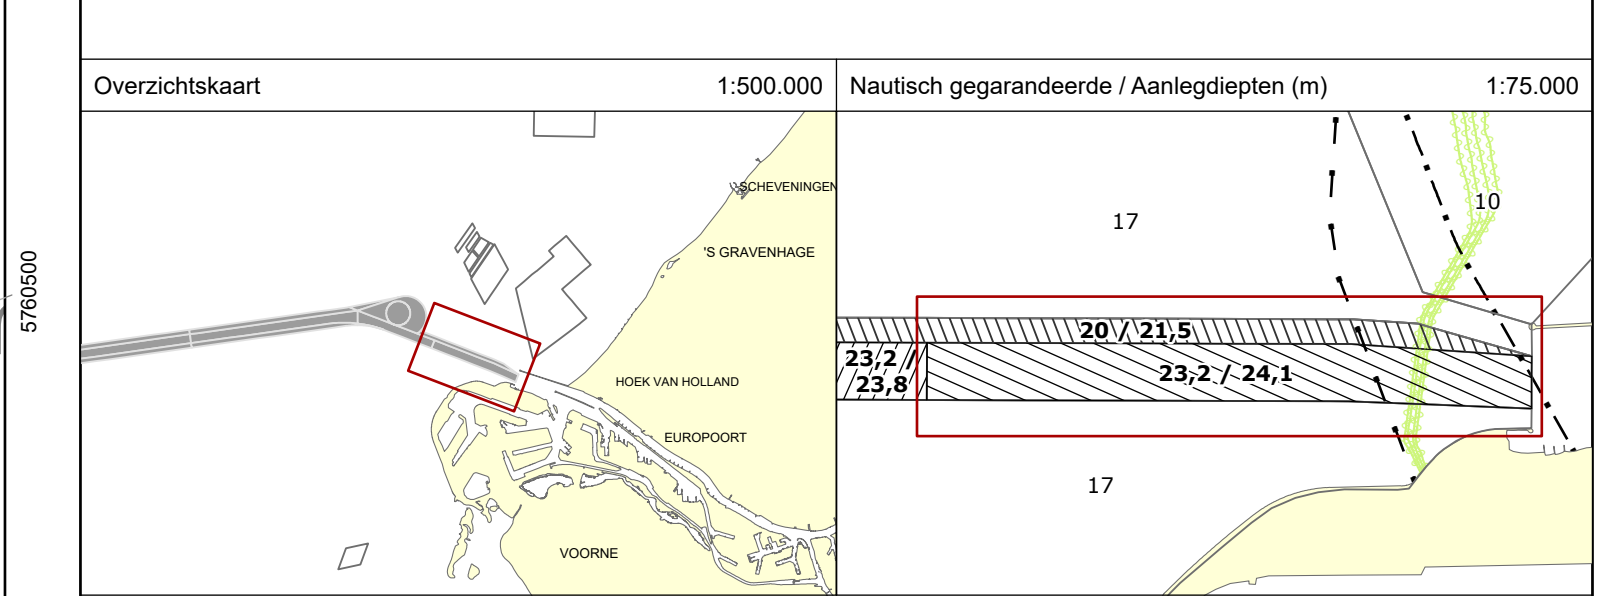 Overzichtskaart 1:500.000
Nautisch gegarandeerde / Aanlegdiepten (m) 1:75.000
5760500
SCHEVENINGEN
'S GRAVENHAGE
HOEK VAN HOLLAND
EUROPOORT
VOORNE
10
17
20 / 21,5
23,2 /
23,8
23,2 / 24,1
17